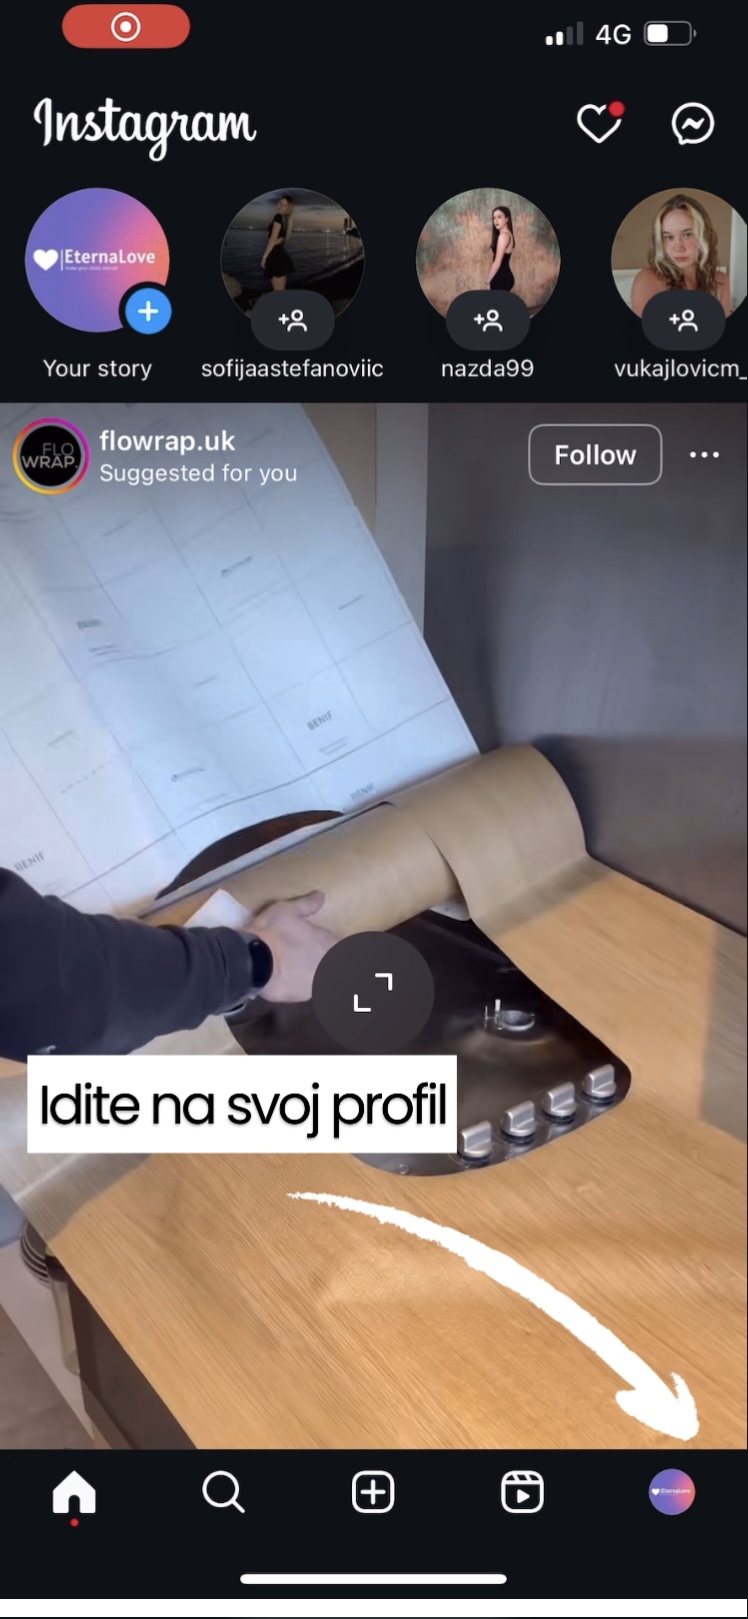 4G
Instagram
EternaLove
Your story
sofijaastefanoviic
nazda99
vukajlovicm_
FLO
WRAP.
flowrap.uk
Suggested for you
Follow
BENIF
BENIF
BENIF
Idite na svoj profil
EternaLove